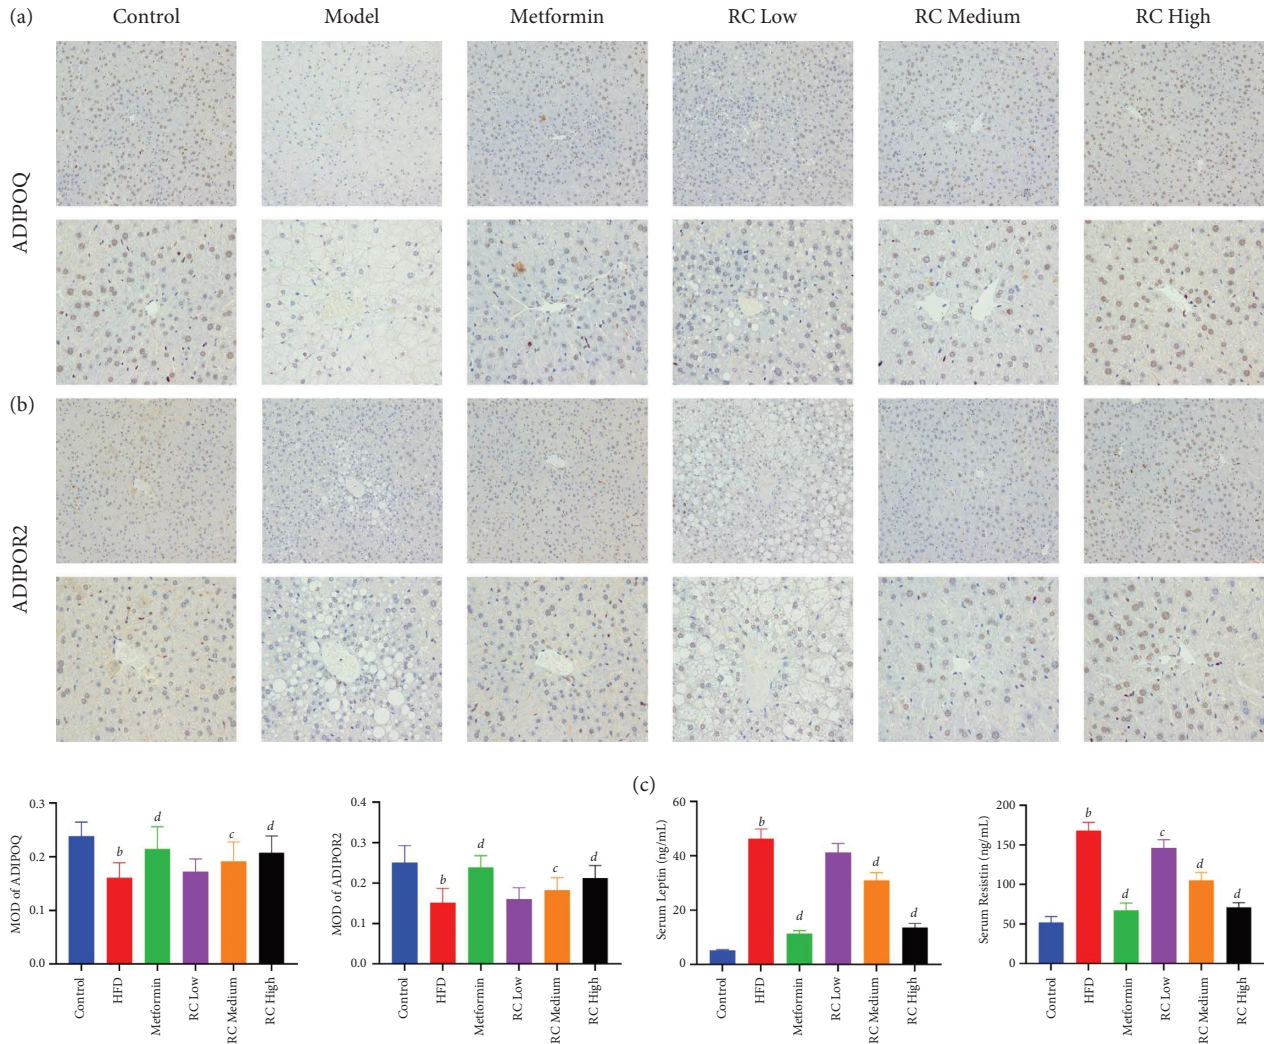 (a)
Control
Model
Metformin
RC Low
RC Medium
RC High
ADIPOQ
(b)
ADIPOR2
(c)
MOD of ADIPOQ
0.3
0.2
0.1
0.0
b
d
c
d
Control
HFD
Metformin
RC Low
RC Medium
RC High
MOD of ADIPOR2
0.4
0.3
0.2
0.1
0.0
b
d
c
d
Control
HFD
Metformin
RC Low
RC Medium
RC High
Serum Leptin (ng/mL)
60
40
20
0
b
d
d
d
Control
HFD
Metformin
RC Low
RC Medium
RC High
Serum Resistin (ng/mL)
200
150
100
50
0
b
d
c
d
d
Control
HFD
Metformin
RC Low
RC Medium
RC High